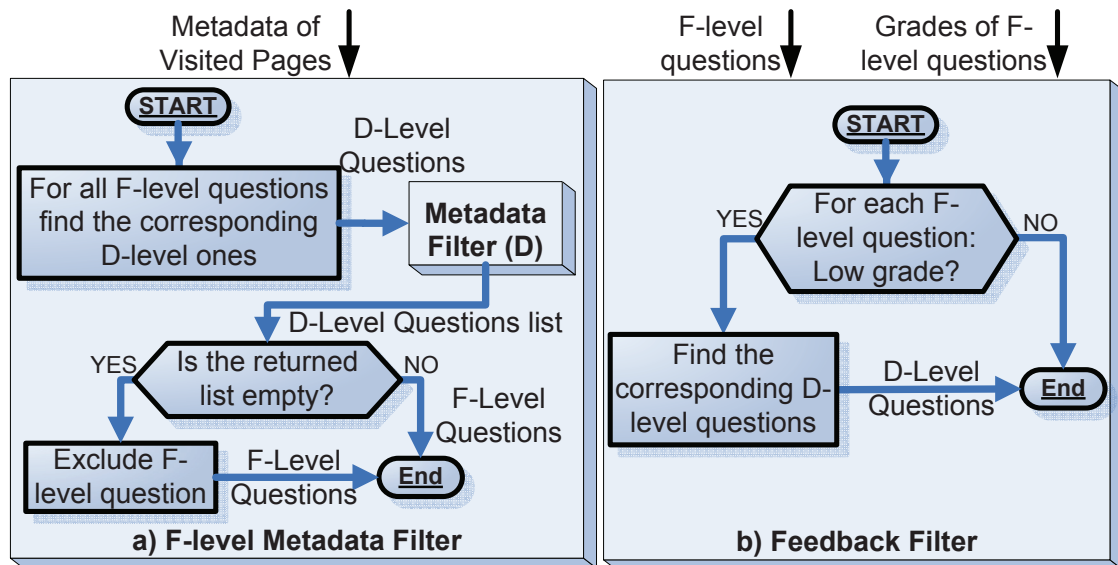 Metadata of
Visited Pages
START
For all F-level questions
find the corresponding
D-level ones
D-Level
Questions
Metadata
Filter (D)
D-Level Questions list
Is the returned
list empty?
YES
NO
Exclude F-
level question
F-Level
Questions
F-Level
Questions
End
a) F-level Metadata Filter
F-level
questions
Grades of F-
level questions
START
For each F-
level question:
Low grade?
YES
NO
Find the
corresponding D-
level questions
D-Level
Questions
End
b) Feedback Filter